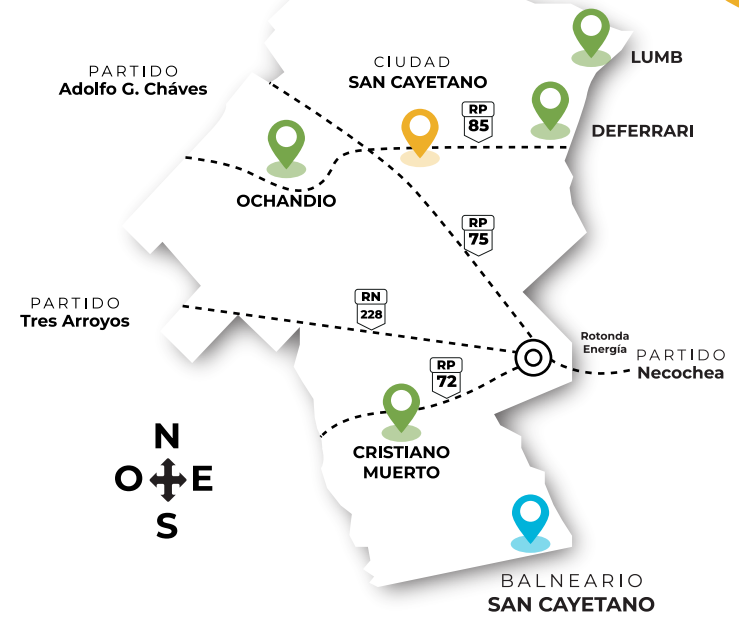 LUMB
CIUDAD
SAN CAYETANO
PARTIDO
Adolfo G. Cháves
RP
85
DEFERRARI
OCHANDIO
RP
75
PARTIDO
Tres Arroyos
RN
228
Rotonda
Energía
PARTIDO
Necochea
RP
72
CRISTIANO
MUERTO
N
O E
S
BALNEARIO
SAN CAYETANO